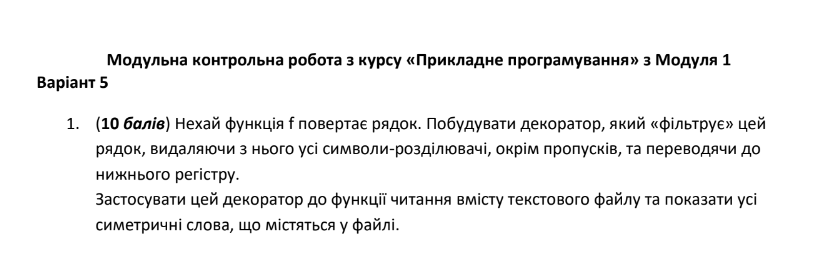 Модульна контрольна робота з курсу «Прикладне програмування» з Модуля 1
Варіант 5
1. (10 балів) Нехай функція f повертає рядок. Побудувати декоратор, який «фільтрує» цей
рядок, видаляючи з нього усі символи-розділювачі, окрім пропусків, та переводячи до
нижнього регістру.
Застосувати цей декоратор до функції читання вмісту текстового файлу та показати усі
симетричні слова, що містяться у файлі.